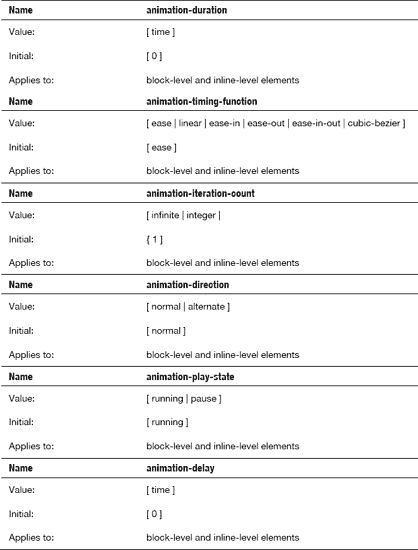 Name animation-duration
Value: [ time ]
Initial: [ 0 ]
Applies to: block-level and inline-level elements
Name animation-timing-function
Value: [ ease | linear | ease-in | ease-out | ease-in-out | cubic-bezier ]
Initial: [ ease ]
Applies to: block-level and inline-level elements
Name animation-iteration-count
Value: [ infinite | integer |
Initial: { 1 ]
Applies to: block-level and inline-level elements
Name animation-direction
Value: [ normal | alternate ]
Initial: [ normal ]
Applies to: block-level and inline-level elements
Name animation-play-state
Value: [ running | pause ]
Initial: [ running ]
Applies to: block-level and inline-level elements
Name animation-delay
Value: [ time ]
Initial: [ 0 ]
Applies to: block-level and inline-level elements